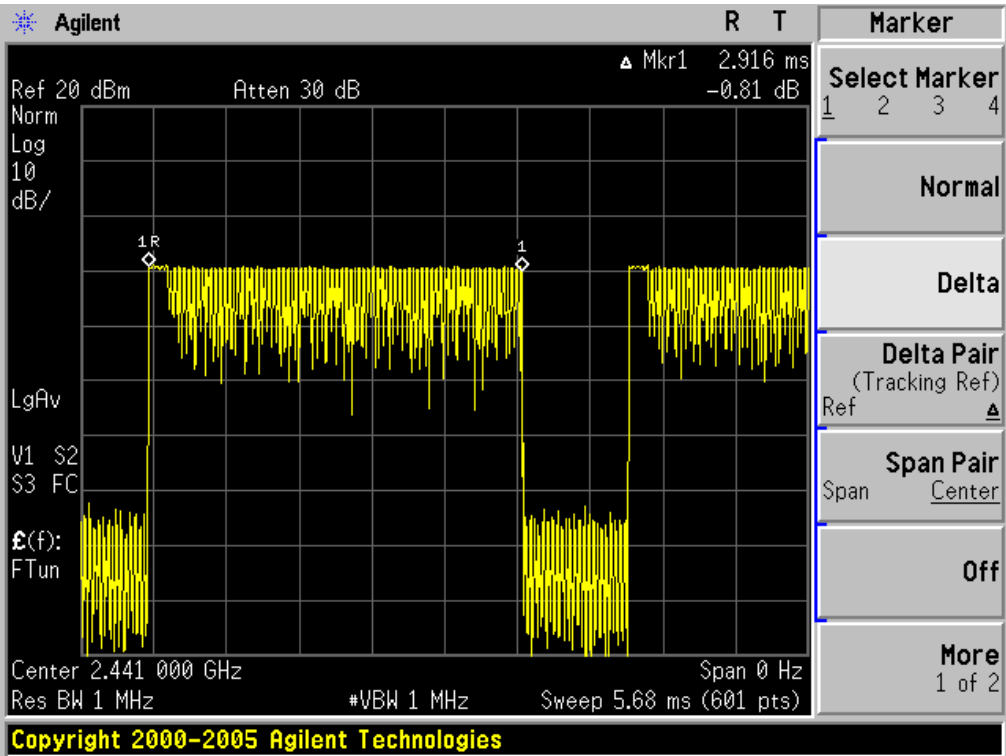 Agilent R T
Δ Mkr1 2.916 ms
Ref 20 dBm Atten 30 dB -0.81 dB
Norm
Log
10
dB/
1R
1
LgAv
V1 S2
S3 FC
£(f):
FTun
Center 2.441 000 GHz Span 0 Hz
Res BW 1 MHz #VBW 1 MHz Sweep 5.68 ms (601 pts)
Copyright 2000-2005 Agilent Technologies
Marker
Select Marker
1 2 3 4
Normal
Delta
Delta Pair
(Tracking Ref)
Ref Δ
Span Pair
Span Center
Off
More
1 of 2